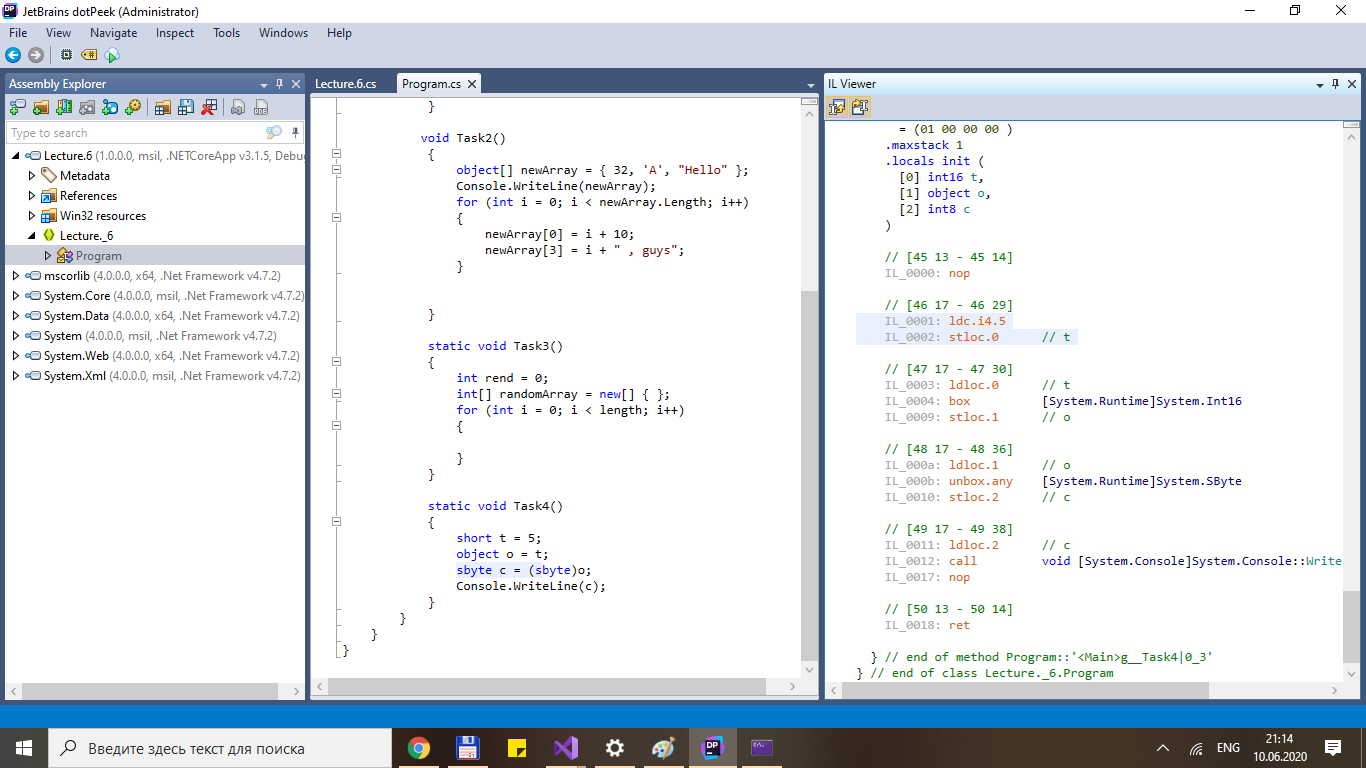 JetBrains dotPeek (Administrator)
File View Navigate Inspect Tools Windows Help
Assembly Explorer
Type to search
Lecture.6 (1.0.0.0, msil, .NETCoreApp v3.1.5, Debu
Metadata
References
Win32 resources
Lecture._6
Program
mscorlib (4.0.0.0, x64, .Net Framework v4.7.2)
System.Core (4.0.0.0, msil, .Net Framework v4.7.2)
System.Data (4.0.0.0, x64, .Net Framework v4.7.2)
System (4.0.0.0, msil, .Net Framework v4.7.2)
System.Web (4.0.0.0, x64, .Net Framework v4.7.2)
System.Xml (4.0.0.0, msil, .Net Framework v4.7.2)
Lecture.6.cs Program.cs
}
void Task2()
{
object[] newArray = { 32, 'A', "Hello" };
Console.WriteLine(newArray);
for (int i = 0; i < newArray.Length; i++)
{
newArray[0] = i + 10;
newArray[3] = i + " , guys";
}
}
static void Task3()
{
int rend = 0;
int[] randomArray = new[] { };
for (int i = 0; i < length; i++)
{
}
}
static void Task4()
{
short t = 5;
object o = t;
sbyte c = (sbyte)o;
Console.WriteLine(c);
}
}
}
}
IL Viewer
= (01 00 00 00 )
.maxstack 1
.locals init (
[0] int16 t,
[1] object o,
[2] int8 c
)
// [45 13 - 45 14]
IL_0000: nop
// [46 17 - 46 29]
IL_0001: ldc.i4.5
IL_0002: stloc.0 // t
// [47 17 - 47 30]
IL_0003: ldloc.0 // t
IL_0004: box [System.Runtime]System.Int16
IL_0009: stloc.1 // o
// [48 17 - 48 36]
IL_000a: ldloc.1 // o
IL_000b: unbox.any [System.Runtime]System.SByte
IL_0010: stloc.2 // c
// [49 17 - 49 38]
IL_0011: ldloc.2 // c
IL_0012: call void [System.Console]System.Console::Write
IL_0017: nop
// [50 13 - 50 14]
IL_0018: ret
} // end of method Program::'<Main>g__Task4|0_3'
} // end of class Lecture._6.Program
Введите здесь текст для поиска
DP
ENG
21:14
10.06.2020